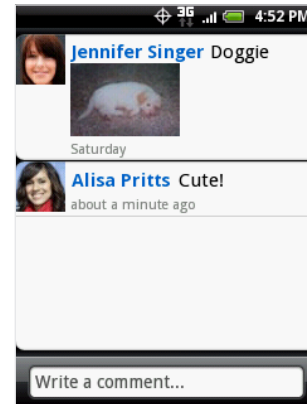 3G 4:52 PM
Jennifer Singer Doggie
Saturday
Alisa Pritts Cute!
about a minute ago
Write a comment...